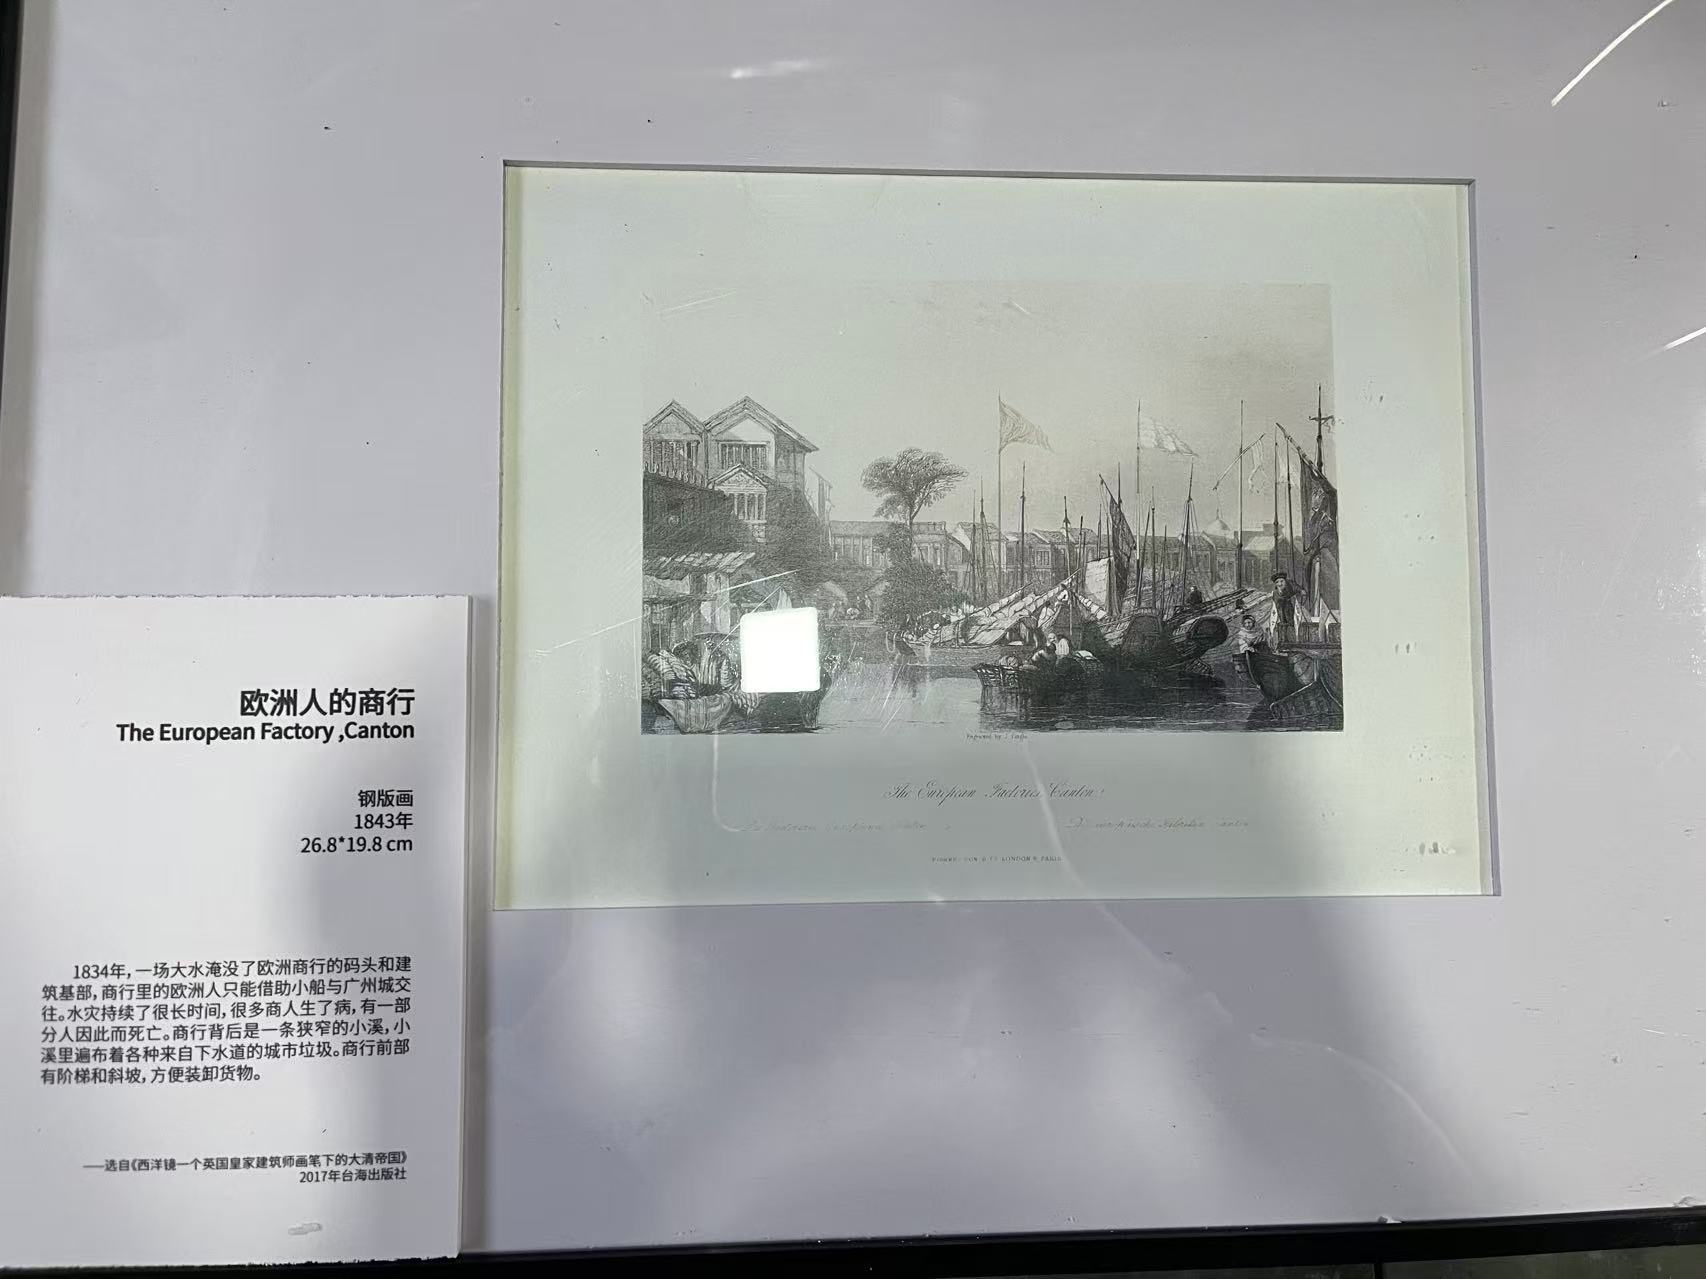 欧洲人的商行
The European Factory ,Canton
钢版画
1843年
26.8*19.8 cm
1834年，一场大水淹没了欧洲商行的码头和建
筑基部，商行里的欧洲人只能借助小船与广州城交
往。水灾持续了很长时间，很多商人生了病，有一部
分人因此而死亡。商行背后是一条狭窄的小溪，小
溪里遍布着各种来自下水道的城市垃圾。商行前部
有阶梯和斜坡，方便装卸货物。
——选自《西洋镜一个英国皇家建筑师画笔下的大清帝国》
2017年台海出版社
Engraved by J.
The European Factories, Canton.
FISHER, SON & CO. LONDON & PARIS